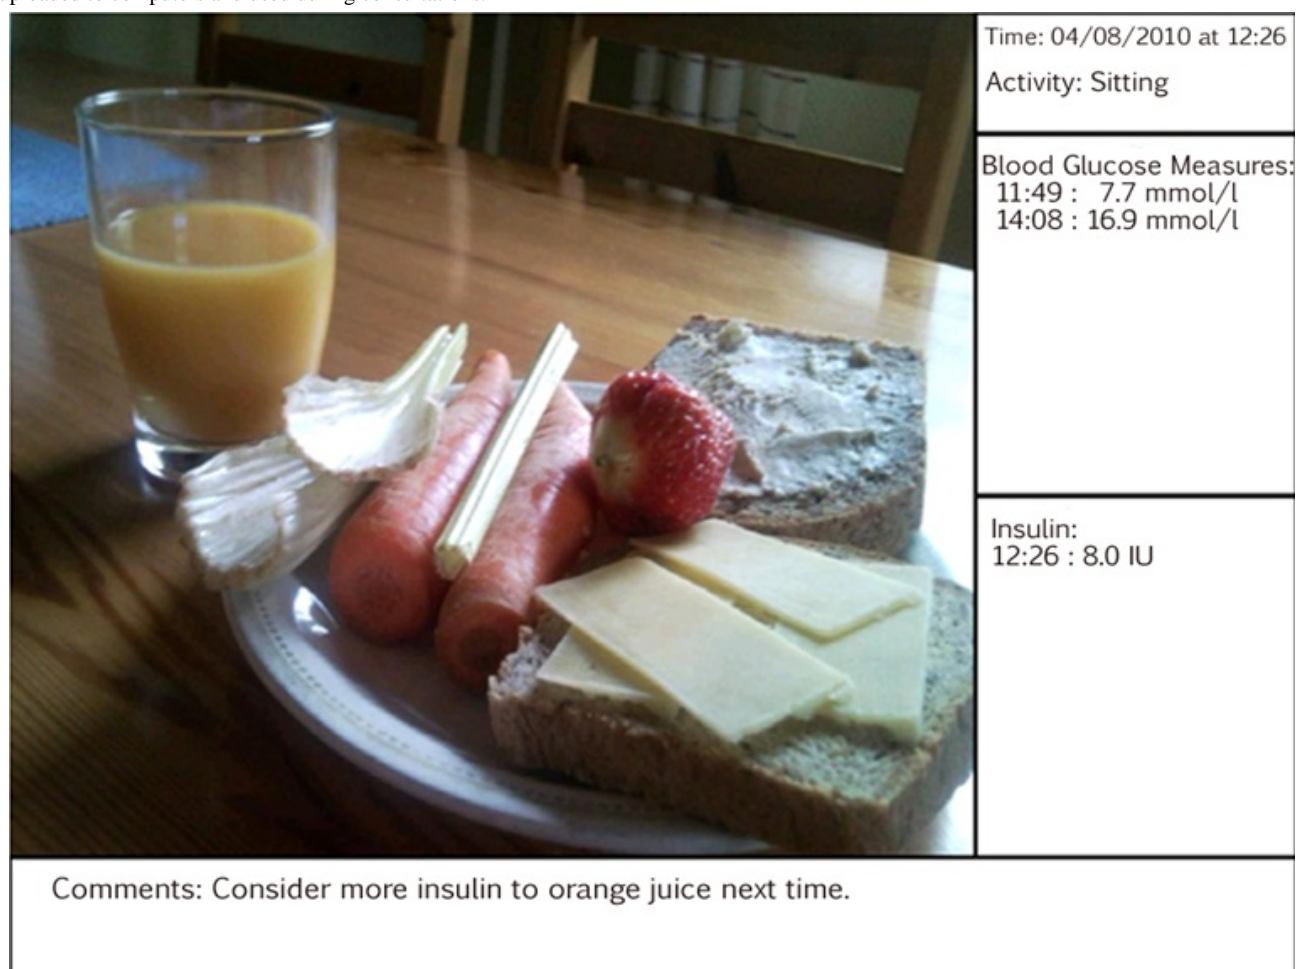 Time: 04/08/2010 at 12:26
Activity: Sitting
Blood Glucose Measures:
11:49 : 7.7 mmol/l
14:08 : 16.9 mmol/l
Insulin:
12:26 : 8.0 IU
Comments: Consider more insulin to orange juice next time.